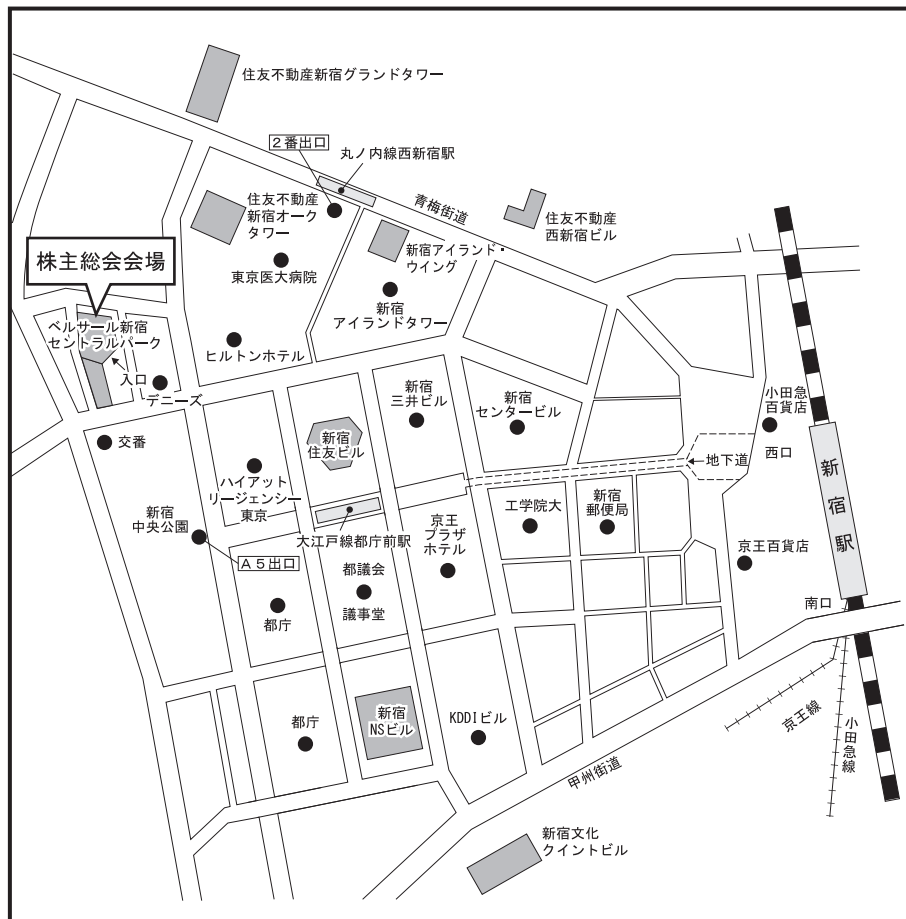 住友不動産新宿グランドタワー
2番出口
丸ノ内線西新宿駅
青梅街道
住友不動産
新宿オーク
タワー
住友不動産
西新宿ビル
新宿アイランド・
ウイング
株主総会会場
東京医大病院
新宿
アイランドタワー
ベルサール新宿
セントラルパーク
入口
ヒルトンホテル
デニーズ
新宿
三井ビル
新宿
センタービル
小田急
百貨店
交番
新宿
住友ビル
西口
地下道
新宿駅
ハイアット
リージェンシー
東京
新宿
中央公園
工学院大
新宿
郵便局
大江戸線都庁前駅
京王
プラザ
ホテル
京王百貨店
A5出口
都議会
議事堂
都庁
南口
都庁
新宿
NSビル
KDDIビル
京王線
小田急線
甲州街道
新宿文化
クイントビル